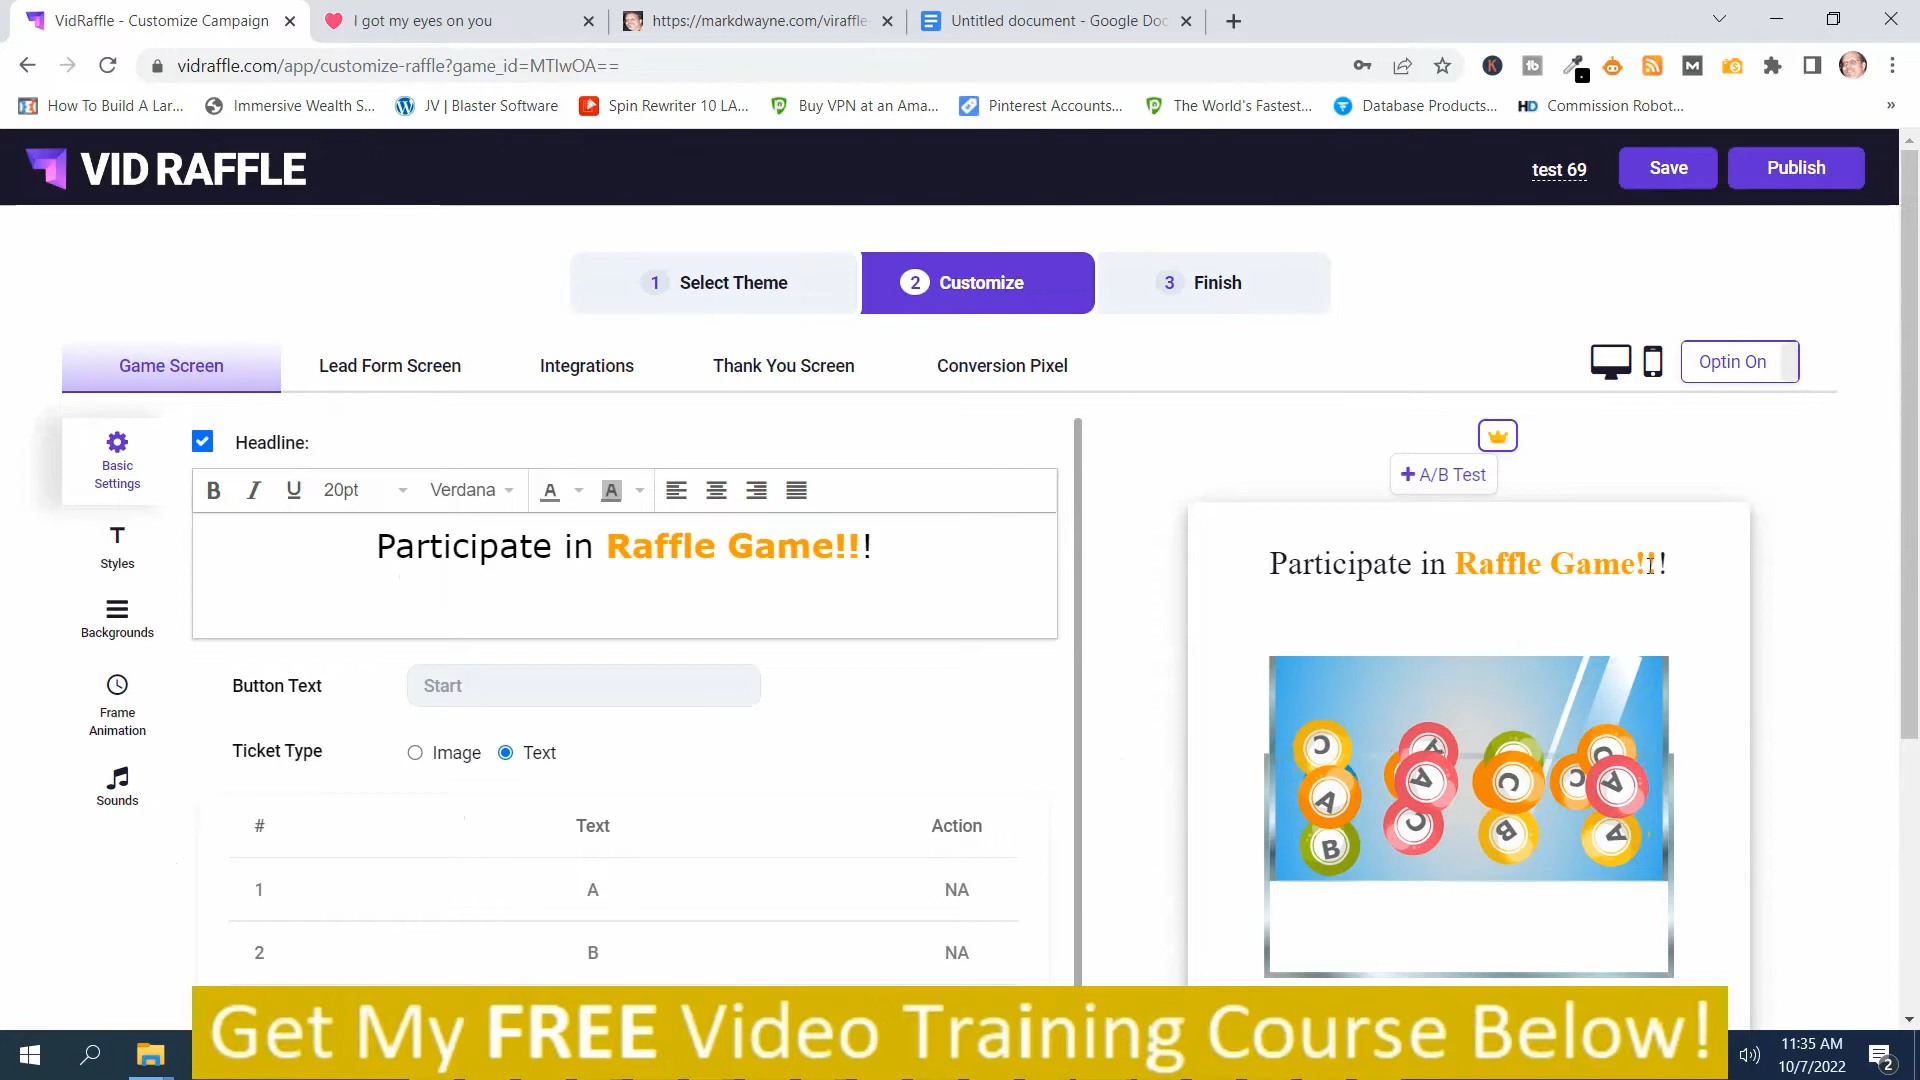 VidRaffle - Customize Campaign
I got my eyes on you
https://markdwayne.com/viraffle-
Untitled document - Google Doc
vidraffle.com/app/customize-raffle?game_id=MTIwOA==
How To Build A Lar...
Immersive Wealth S...
JV | Blaster Software
Spin Rewriter 10 LA...
Buy VPN at an Ama...
Pinterest Accounts...
The World's Fastest...
Database Products...
HD Commission Robot...
VID RAFFLE
test 69
Save
Publish
1 Select Theme
2 Customize
3 Finish
Game Screen
Lead Form Screen
Integrations
Thank You Screen
Conversion Pixel
Optin On
Basic
Settings
Styles
Backgrounds
Frame
Animation
Sounds
Headline:
B I U 20pt Verdana A A
Participate in Raffle Game!!!
Button Text
Start
Ticket Type
Image
Text
# Text Action
1 A NA
2 B NA
+ A/B Test
Participate in Raffle Game!!!
C A B
A A C
C B
C C A A
Get My FREE Video Training Course Below!
11:35 AM
10/7/2022
2